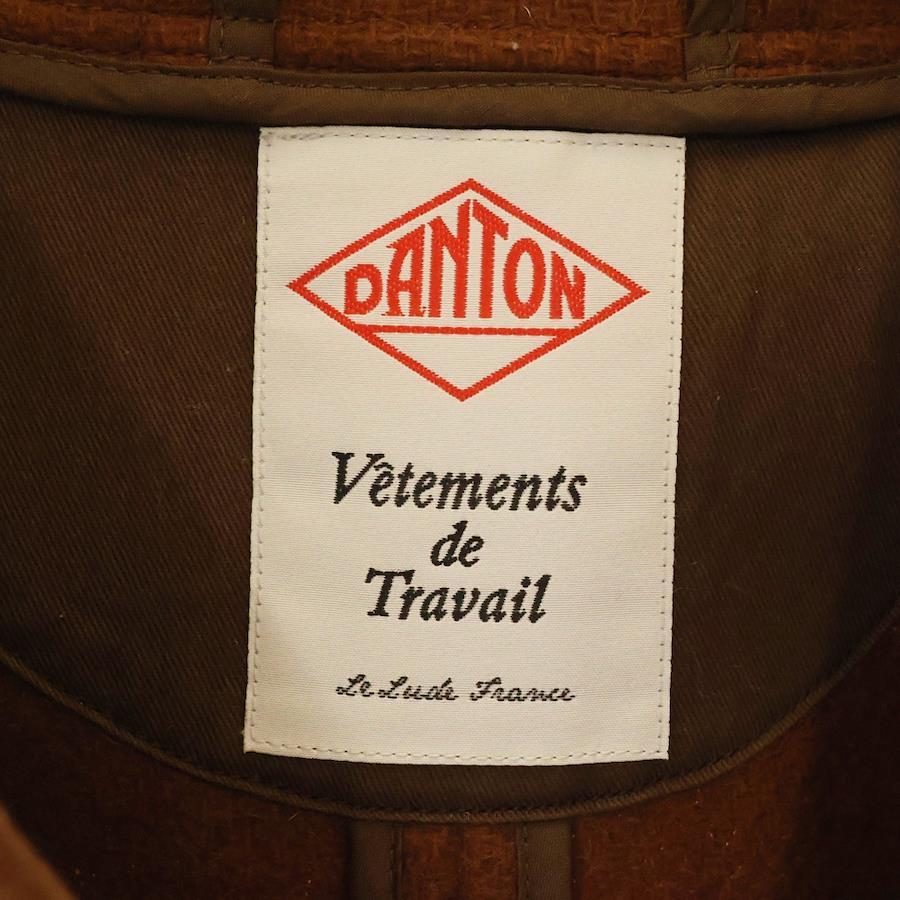 DANTON
Vêtements
de
Travail
Le Lude France